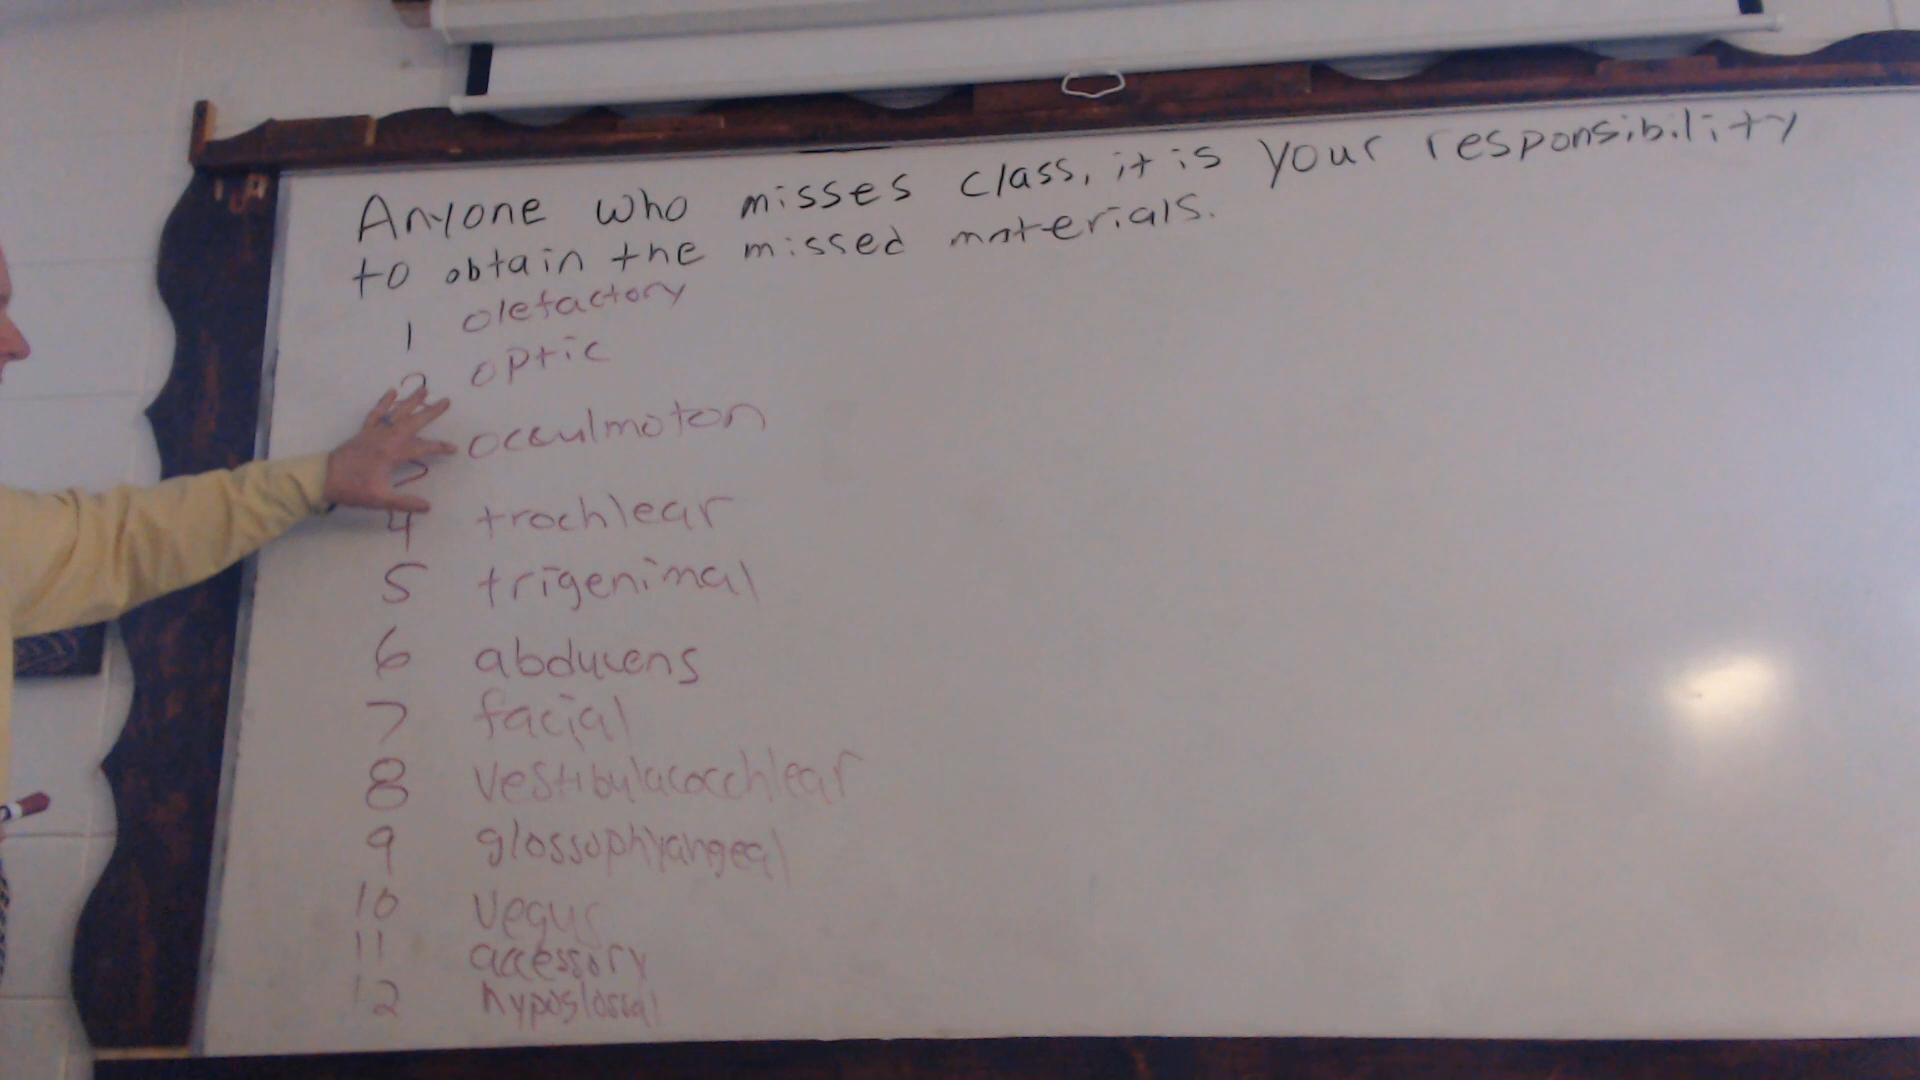 Anyone who misses class, it is your responsibility
to obtain the missed materials.
1 olefactory
2 optic
3 occulmoton
4 trochlear
5 trigenimal
6 abducens
7 facial
8 vestibulacocchlear
9 glossophyangeal
10 vegus
11 accessory
12 hypoglossal